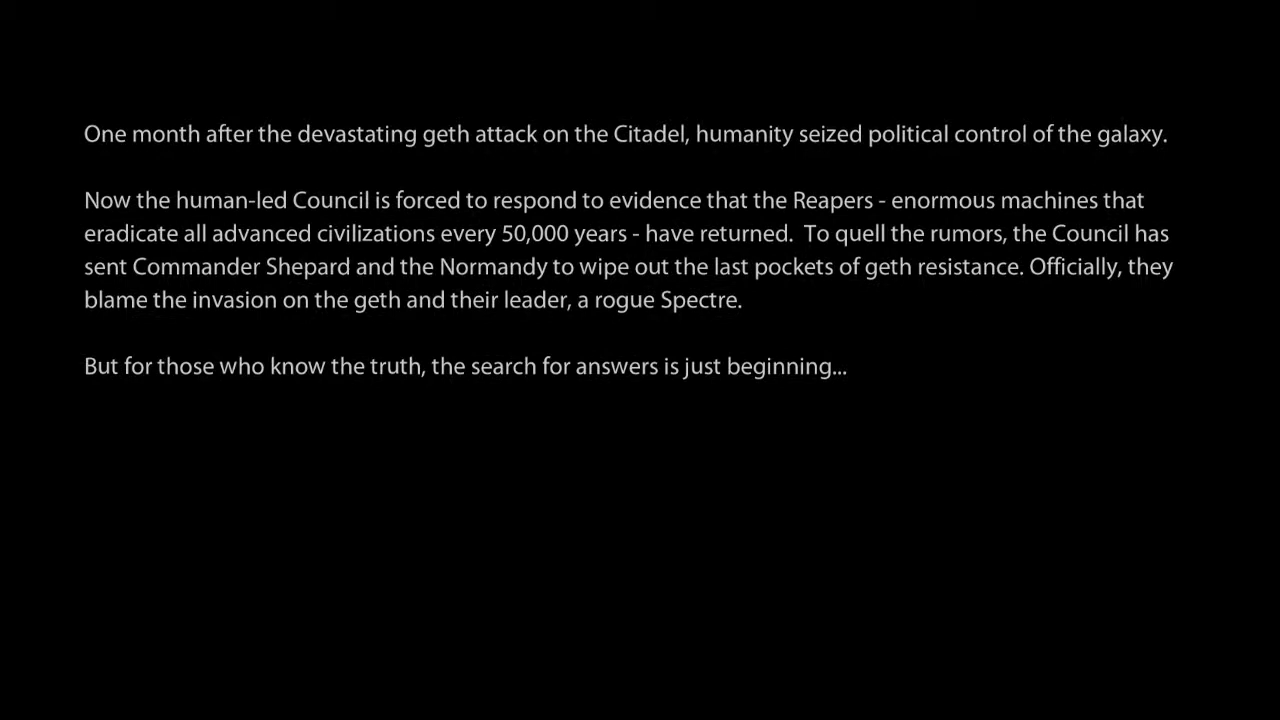 One month after the devastating geth attack on the Citadel, humanity seized political control of the galaxy.
Now the human-led Council is forced to respond to evidence that the Reapers - enormous machines that
eradicate all advanced civilizations every 50,000 years - have returned.  To quell the rumors, the Council has
sent Commander Shepard and the Normandy to wipe out the last pockets of geth resistance. Officially, they
blame the invasion on the geth and their leader, a rogue Spectre.
But for those who know the truth, the search for answers is just beginning...